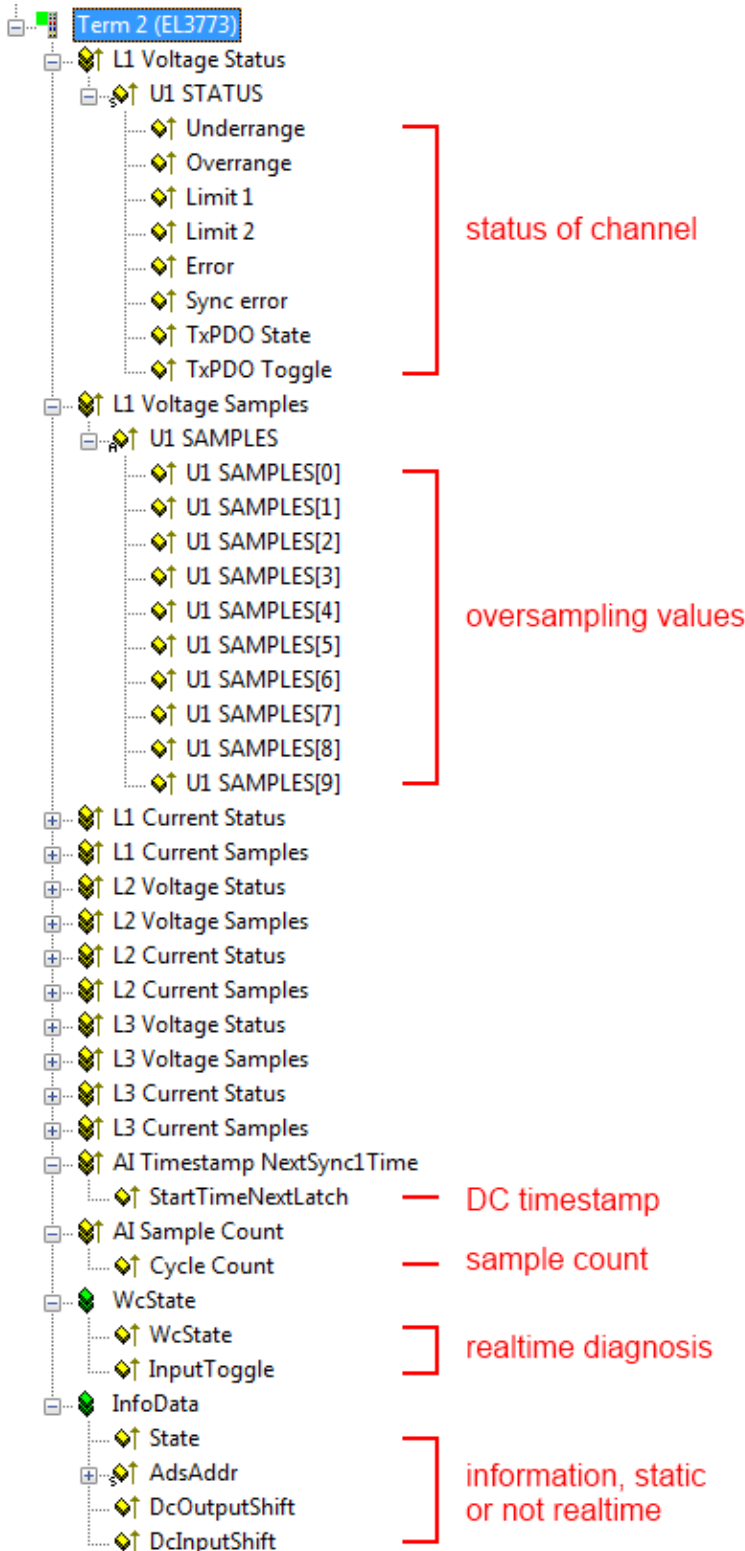 Term 2 (EL3773)
L1 Voltage Status
U1 STATUS
Underrange
Overrange
Limit 1
Limit 2
Error
Sync error
TxPDO State
TxPDO Toggle
status of channel
L1 Voltage Samples
U1 SAMPLES
U1 SAMPLES[0]
U1 SAMPLES[1]
U1 SAMPLES[2]
U1 SAMPLES[3]
U1 SAMPLES[4]
U1 SAMPLES[5]
U1 SAMPLES[6]
U1 SAMPLES[7]
U1 SAMPLES[8]
U1 SAMPLES[9]
oversampling values
L1 Current Status
L1 Current Samples
L2 Voltage Status
L2 Voltage Samples
L2 Current Status
L2 Current Samples
L3 Voltage Status
L3 Voltage Samples
L3 Current Status
L3 Current Samples
AI Timestamp NextSync1Time
StartTimeNextLatch
DC timestamp
AI Sample Count
Cycle Count
sample count
WcState
WcState
InputToggle
realtime diagnosis
InfoData
State
AdsAddr
DcOutputShift
DcInputShift
information, static
or not realtime